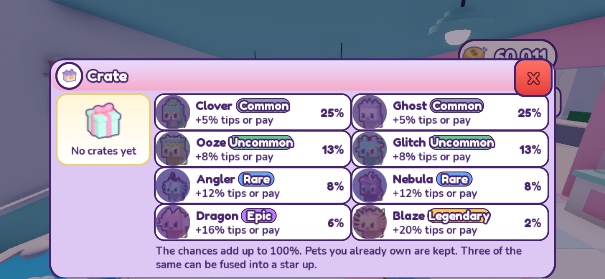 60,011
Crate
No crates yet
Clover Common
+5% tips or pay
25%
Ghost Common
+5% tips or pay
25%
Ooze Uncommon
+8% tips or pay
13%
Glitch Uncommon
+8% tips or pay
13%
Angler Rare
+12% tips or pay
8%
Nebula Rare
+12% tips or pay
8%
Dragon Epic
+16% tips or pay
6%
Blaze Legendary
+20% tips or pay
2%
The chances add up to 100%. Pets you already own are kept. Three of the
same can be fused into a star up.